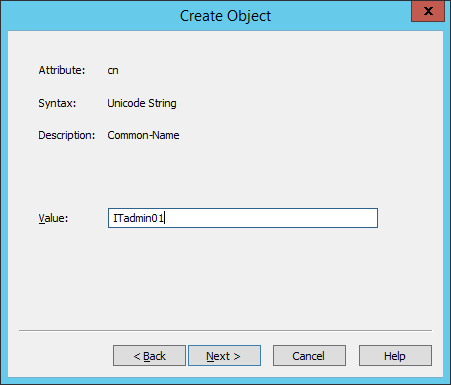 Create Object
x
Attribute: cn
Syntax: Unicode String
Description: Common-Name
Value: ITadmin01
< Back Next > Cancel Help